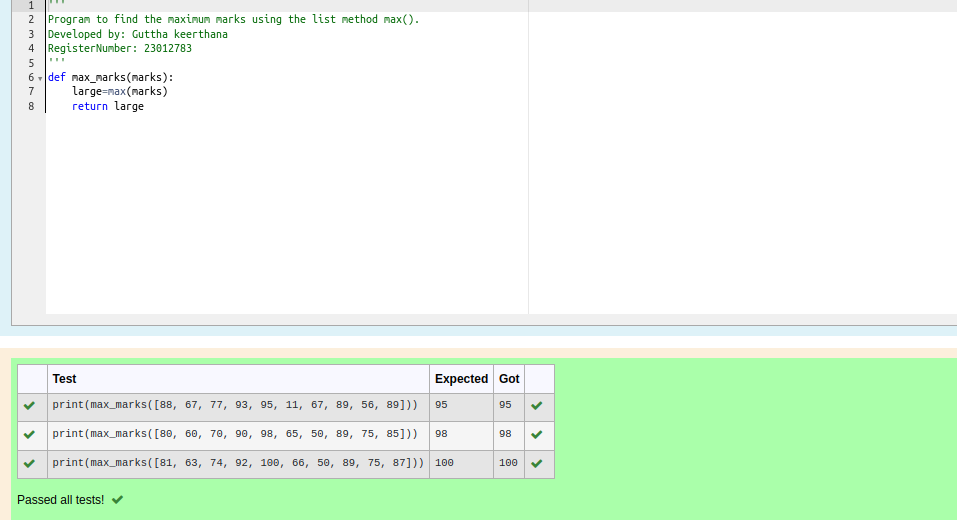 1 '''
2 Program to find the maximum marks using the list method max().
3 Developed by: Guttha keerthana
4 RegisterNumber: 23012783
5 '''
6 def max_marks(marks):
7     large=max(marks)
8     return large
Test Expected Got
print(max_marks([88, 67, 77, 93, 95, 11, 67, 89, 56, 89])) 95 95
print(max_marks([80, 60, 70, 90, 98, 65, 50, 89, 75, 85])) 98 98
print(max_marks([81, 63, 74, 92, 100, 66, 50, 89, 75, 87])) 100 100
Passed all tests!